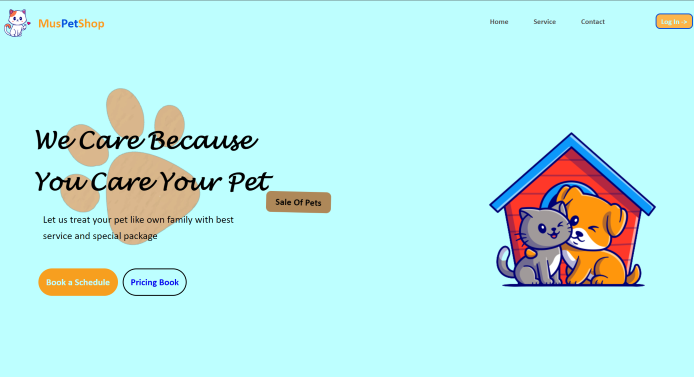 MusPetShop
Home
Service
Contact
Log In ->
We Care Because
You Care Your Pet
Sale Of Pets
Let us treat your pet like own family with best
service and special package
Book a Schedule
Pricing Book